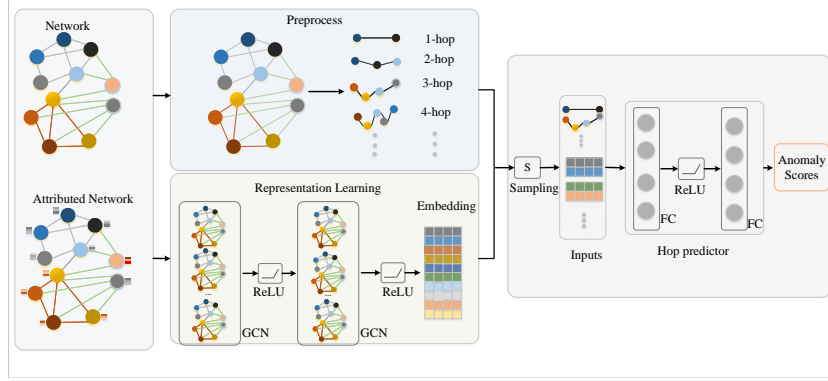 Network
Preprocess
1-hop
2-hop
3-hop
4-hop
Attributed Network
Representation Learning
Embedding
...
...
ReLU
ReLU
GCN
GCN
S
Sampling
Inputs
ReLU
FC
FC
Hop predictor
Anomaly
Scores